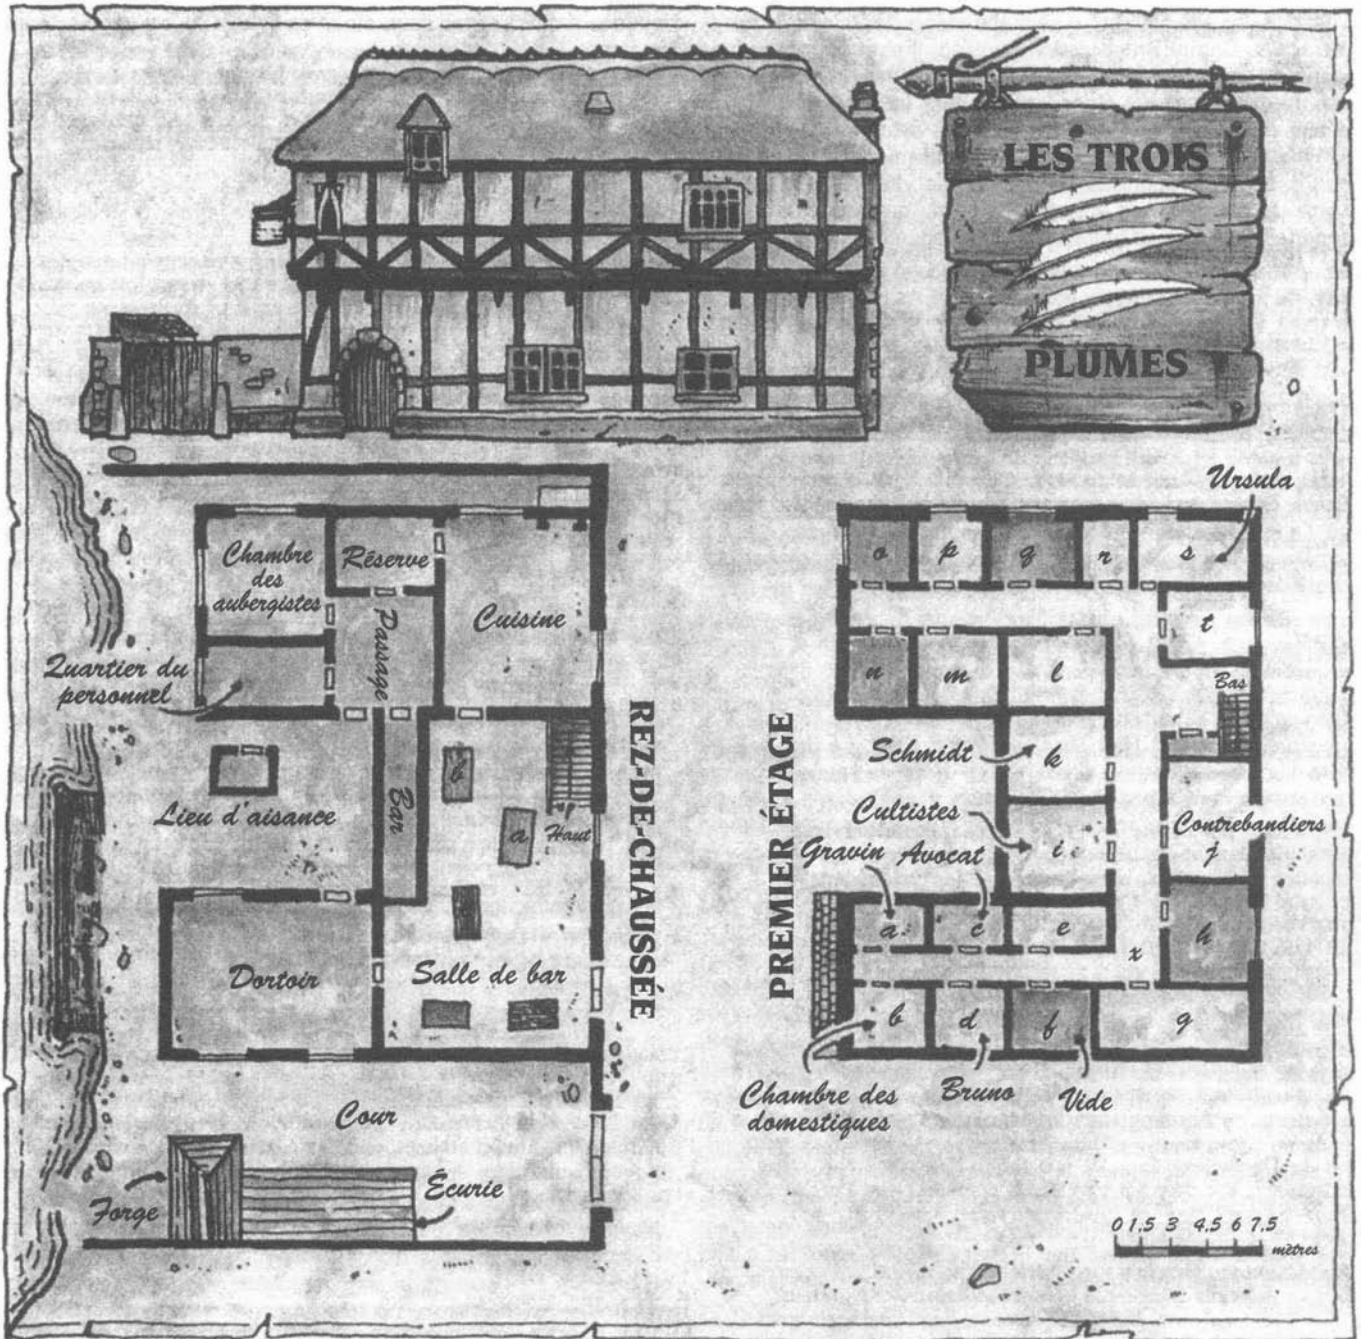 LES TROIS
PLUMES
Ursula
Chambre
des
aubergistes
Réserve
Cuisine
Passage
Quartier du
personnel
Lieu d'aisance
Bar
b
a
Haut
Dortoir
Salle de bar
Cour
Forge
Écurie
REZ-DE-CHAUSSÉE
PREMIER ÉTAGE
o
p
q
r
s
t
n
m
l
Bas
Schmidt
k
Cultistes
Gravin
Avocat
i
Contrebandiers
j
a
c
e
h
x
b
d
f
g
Chambre des
domestiques
Bruno
Vide
0 1,5 3 4,5 6 7,5
mètres